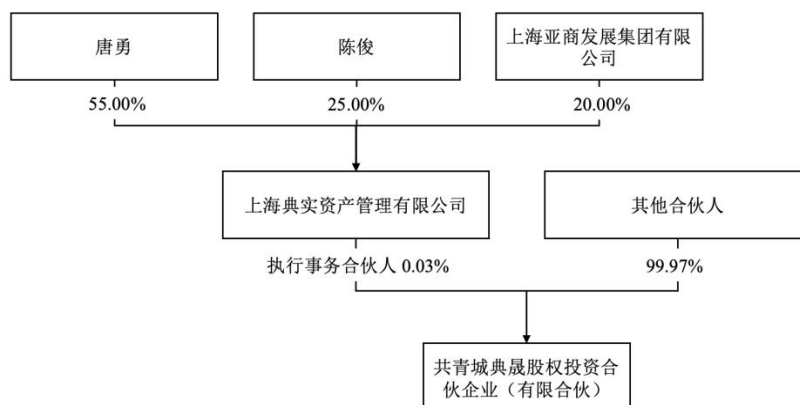 唐勇
陈俊
上海亚商发展集团有限
公司
55.00%
25.00%
20.00%
上海典实资产管理有限公司
其他合伙人
执行事务合伙人 0.03%
99.97%
共青城典晟股权投资合
伙企业（有限合伙）